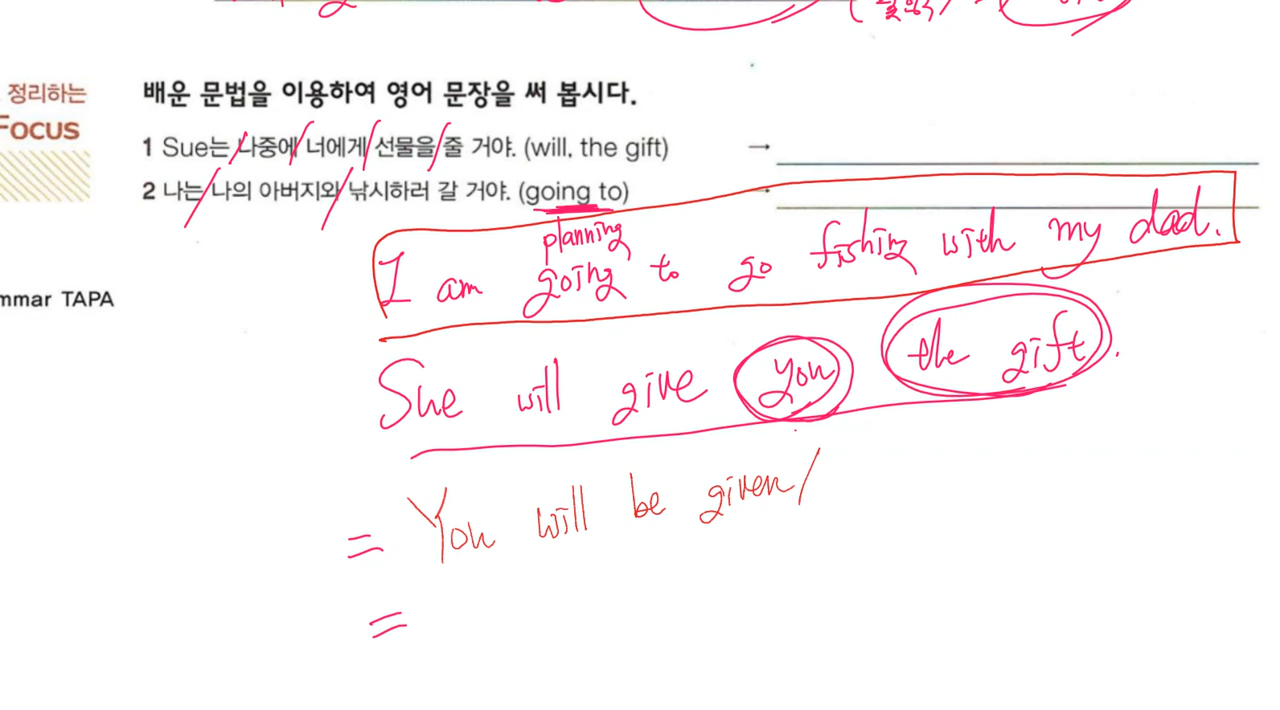 정리하는
FOCUS
배운 문법을 이용하여 영어 문장을 써 봅시다.
1 Sue는 나중에 너에게 선물을 줄 거야. (will, the gift) →
2 나는 나의 아버지와 낚시하러 갈 거야. (going to) →
planning
I am going to go fishing with my dad.
mmar TAPA
Sue will give you the gift.
= You will be given/
=